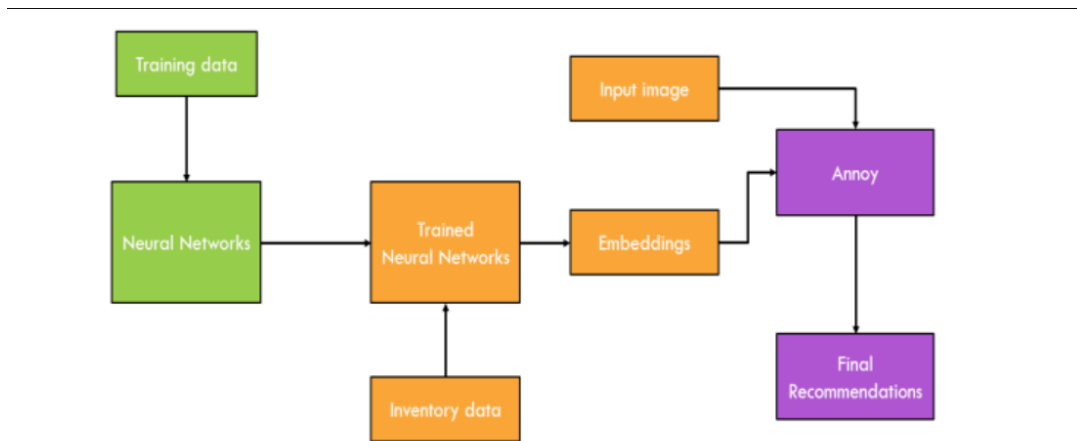 Training data
Input image
Annoy
Neural Networks
Trained
Neural Networks
Embeddings
Final
Recommendations
Inventory data